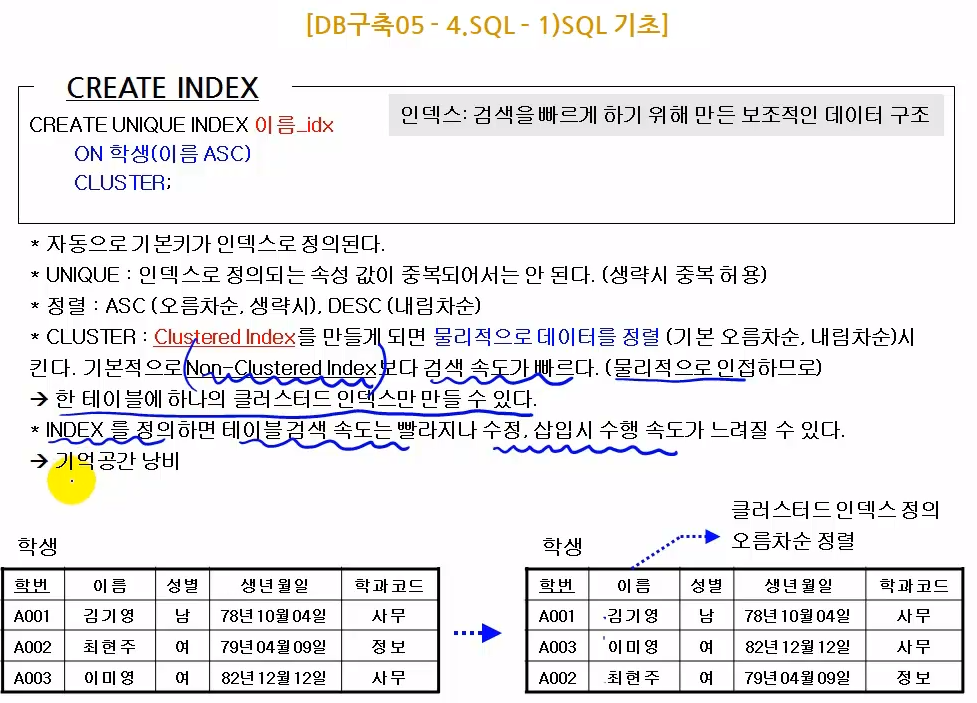 [DB구축05 - 4.SQL - 1)SQL 기초]
CREATE INDEX
인덱스: 검색을 빠르게 하기 위해 만든 보조적인 데이터 구조
CREATE UNIQUE INDEX 이름_idx
ON 학생(이름 ASC)
CLUSTER;
* 자동으로 기본키가 인덱스로 정의된다.
* UNIQUE : 인덱스로 정의되는 속성 값이 중복되어서는 안 된다. (생략시 중복 허용)
* 정렬 : ASC (오름차순, 생략시), DESC (내림차순)
* CLUSTER : Clustered Index를 만들게 되면 물리적으로 데이터를 정렬 (기본 오름차순, 내림차순)시
킨다. 기본적으로 Non-Clustered Index보다 검색 속도가 빠르다. (물리적으로 인접하므로)
→ 한 테이블에 하나의 클러스터드 인덱스만 만들 수 있다.
* INDEX 를 정의하면 테이블 검색 속도는 빨라지나 수정, 삽입시 수행 속도가 느려질 수 있다.
→ 기억공간 낭비
클러스터드 인덱스 정의
오름차순 정렬
학생
학번 이름 성별 생년월일 학과코드
A001 김기영 남 78년10월04일 사무
A002 최현주 여 79년04월09일 정보
A003 이미영 여 82년12월12일 사무
학생
학번 이름 성별 생년월일 학과코드
A001 김기영 남 78년10월04일 사무
A003 이미영 여 82년12월12일 사무
A002 최현주 여 79년04월09일 정보